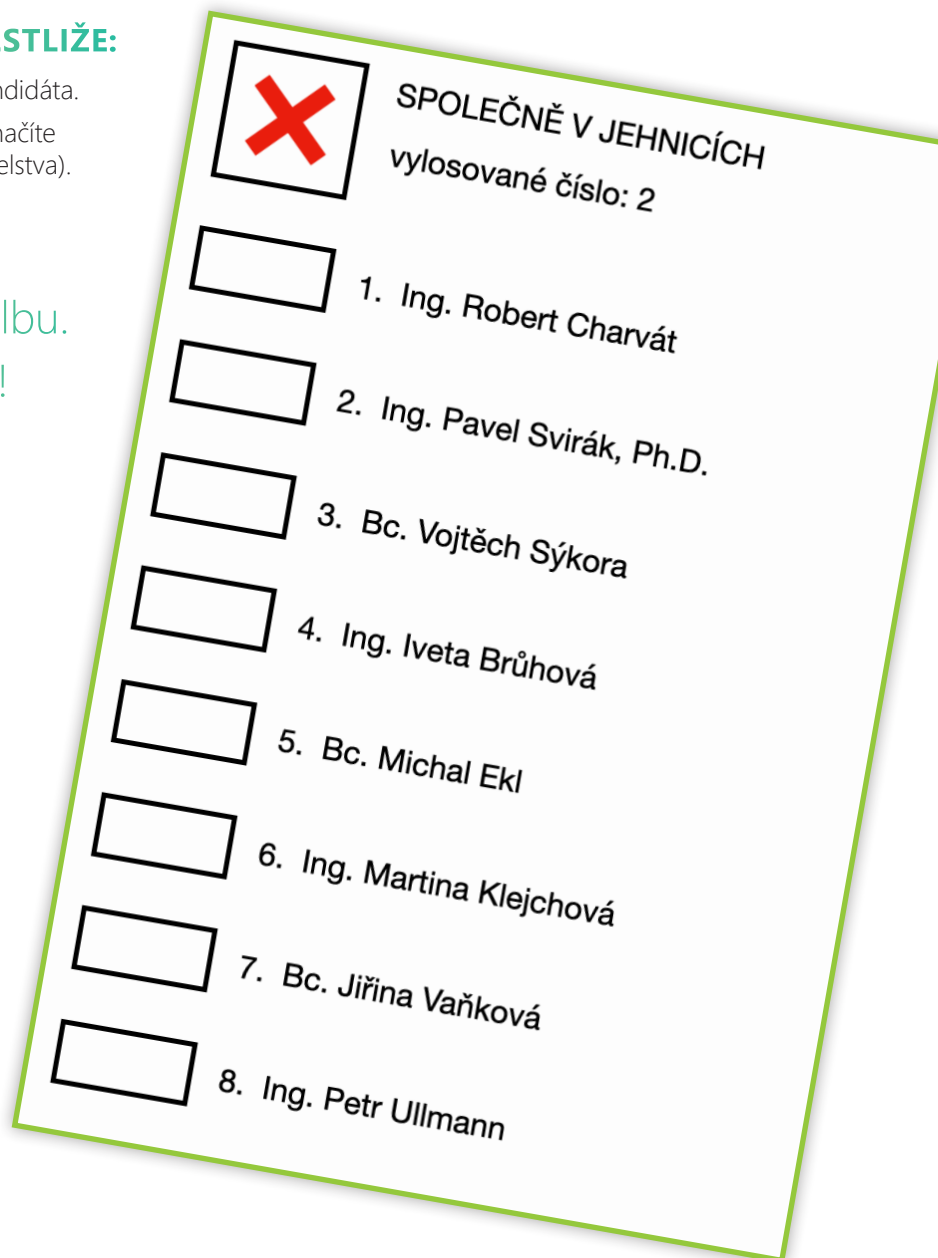 STLIŽE:
ndidáta.
načíte
elstva).
lbu.
!
SPOLEČNĚ V JEHNICÍCH
vylosované číslo: 2
1. Ing. Robert Charvát
2. Ing. Pavel Svirák, Ph.D.
3. Bc. Vojtěch Sýkora
4. Ing. Iveta Brůhová
5. Bc. Michal Ekl
6. Ing. Martina Klejchová
7. Bc. Jiřina Vaňková
8. Ing. Petr Ullmann